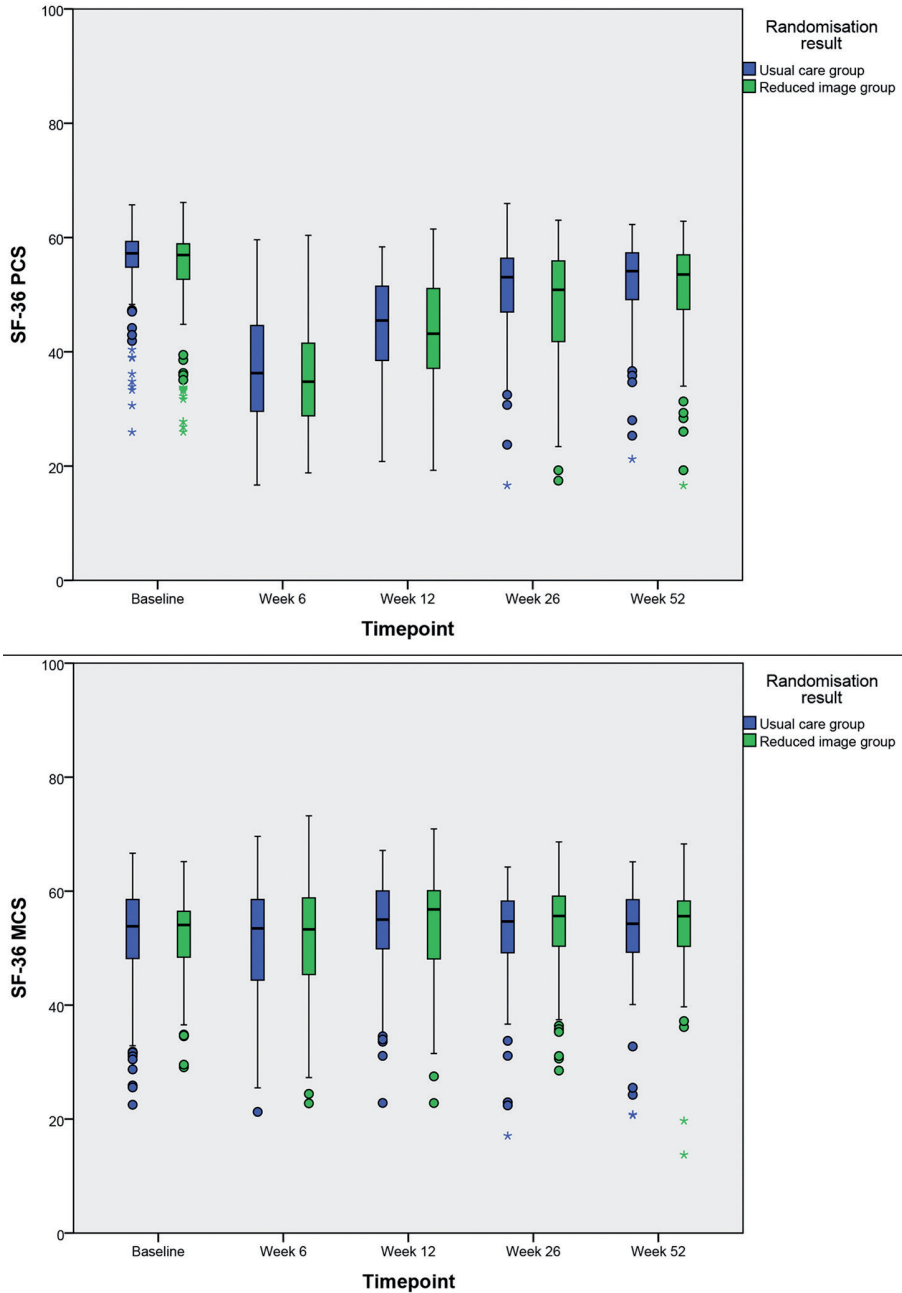 100
80
60
40
20
0
SF-36 PCS
Baseline
Week 6
Week 12
Week 26
Week 52
Timepoint
Randomisation
result
Usual care group
Reduced image group
100
80
60
40
20
0
SF-36 MCS
Baseline
Week 6
Week 12
Week 26
Week 52
Timepoint
Randomisation
result
Usual care group
Reduced image group